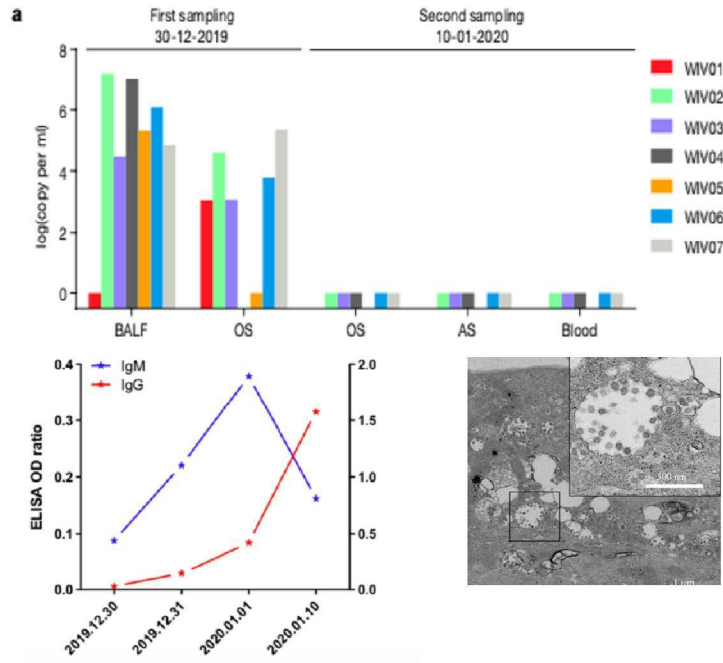 a
First sampling
30-12-2019
Second sampling
10-01-2020
log(copy per ml)
8
6
4
2
0
BALF
OS
OS
AS
Blood
WIV01
WIV02
WIV03
WIV04
WIV05
WIV06
WIV07
IgM
IgG
ELISA OD ratio
0.4
0.3
0.2
0.1
0.0
2.0
1.5
1.0
0.5
0.0
2019.12.30
2019.12.31
2020.01.01
2020.01.10
500 nm
1 µm